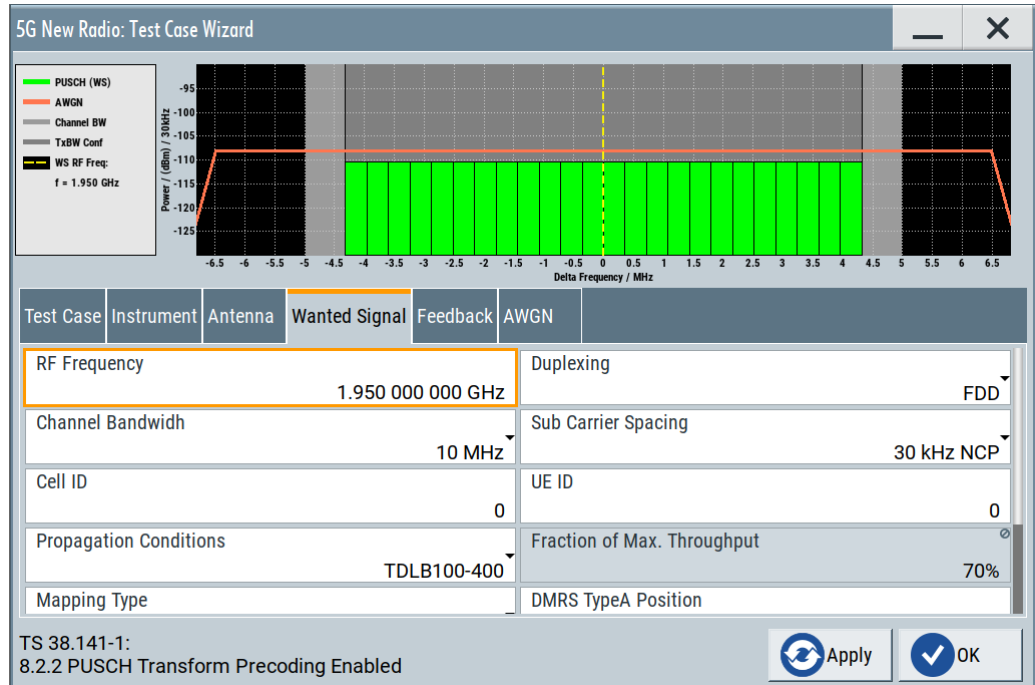 5G New Radio: Test Case Wizard
PUSCH (WS)
AWGN
Channel BW
TxBW Conf
WS RF Freq:
f = 1.950 GHz
Power / (dBm) / 30kHz
-95
-100
-105
-110
-115
-120
-125
-6.5 -6 -5.5 -5 -4.5 -4 -3.5 -3 -2.5 -2 -1.5 -1 -0.5 0 0.5 1 1.5 2 2.5 3 3.5 4 4.5 5 5.5 6 6.5
Delta Frequency / MHz
Test Case Instrument Antenna Wanted Signal Feedback AWGN
RF Frequency
1.950 000 000 GHz
Duplexing
FDD
Channel Bandwidh
10 MHz
Sub Carrier Spacing
30 kHz NCP
Cell ID
0
UE ID
0
Propagation Conditions
TDLB100-400
Fraction of Max. Throughput
70%
Mapping Type
DMRS TypeA Position
TS 38.141-1:
8.2.2 PUSCH Transform Precoding Enabled
Apply
OK